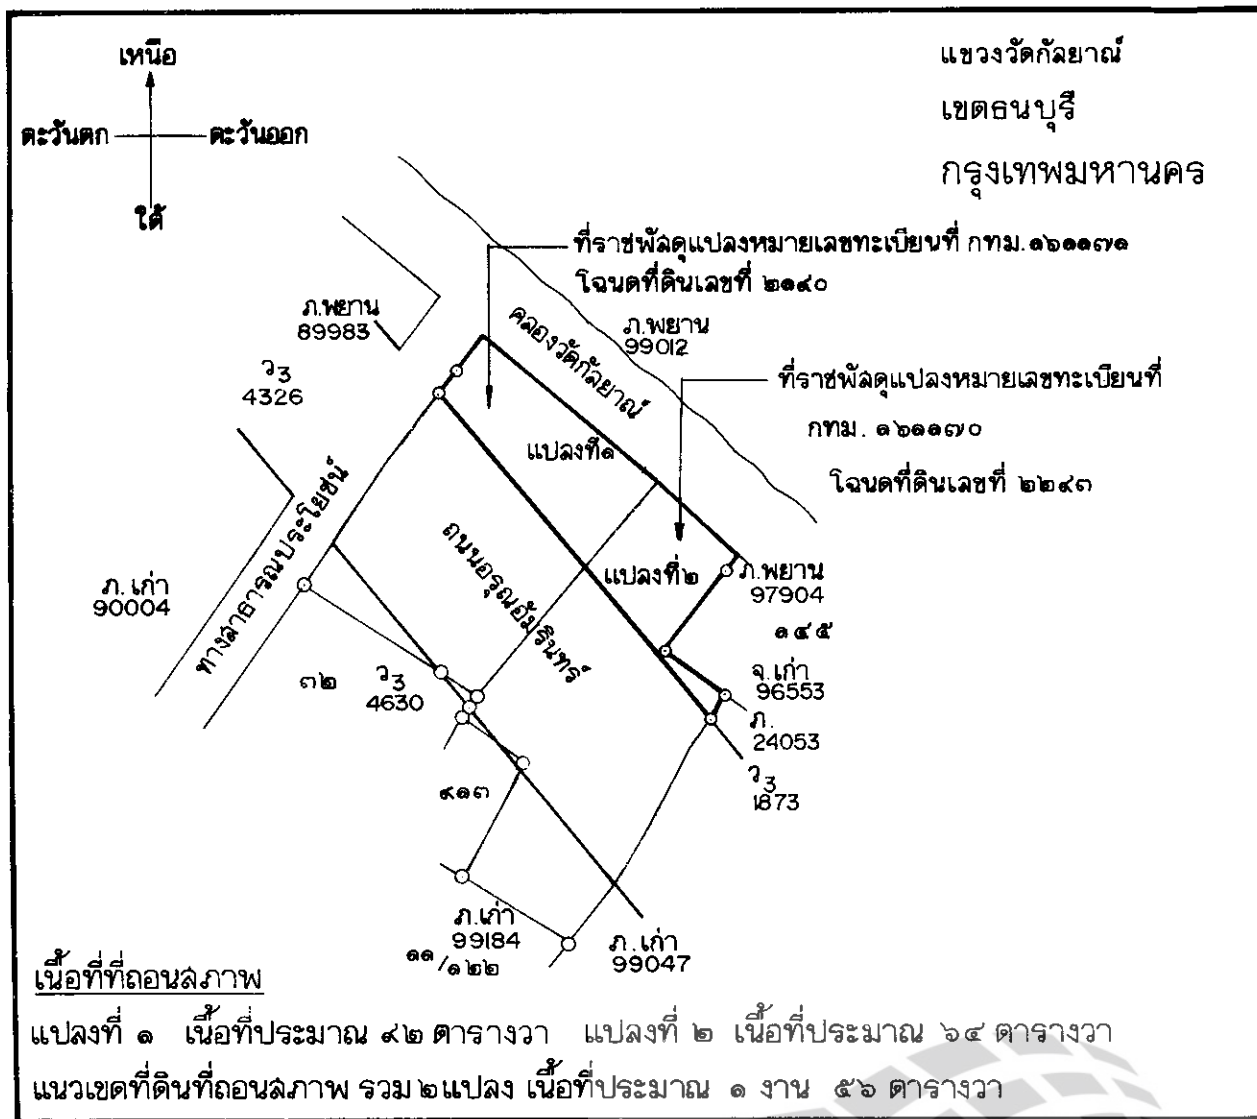 แขวงวัดกัลยาณ์
เขตธนบุรี
กรุงเทพมหานคร
เหนือ
ตะวันตก
ตะวันออก
ใต้
ที่ราชพัสดุแปลงหมายเลขทะเบียนที่ กทม.๑๖๑๑๗๑
โฉนดที่ดินเลขที่ ๒๑๙๐
ภ.พยาน
89983
คลองวัดกัลยาณ์
ภ.พยาน
99012
ว3
4326
ที่ราชพัสดุแปลงหมายเลขทะเบียนที่
กทม. ๑๖๑๑๗๐
โฉนดที่ดินเลขที่ ๒๒๙๓
แปลงที่๑
ทางสาธารณประโยชน์
ถนนอรุณอัมรินทร์
แปลงที่๒
ภ.พยาน
97904
ภ.เก่า
90004
๑๔๕
๓๒
ว3
4630
จ.เก่า
96553
ภ.
24053
ว3
1873
๙๑๓
ภ.เก่า
99184
๑๑/๑๒๒
ภ.เก่า
99047
เนื้อที่ที่ถอนสภาพ
แปลงที่ ๑ เนื้อที่ประมาณ ๙๒ ตารางวา แปลงที่ ๒ เนื้อที่ประมาณ ๖๔ ตารางวา
แนวเขตที่ดินที่ถอนสภาพ รวม ๒ แปลง เนื้อที่ประมาณ ๑ งาน ๕๖ ตารางวา